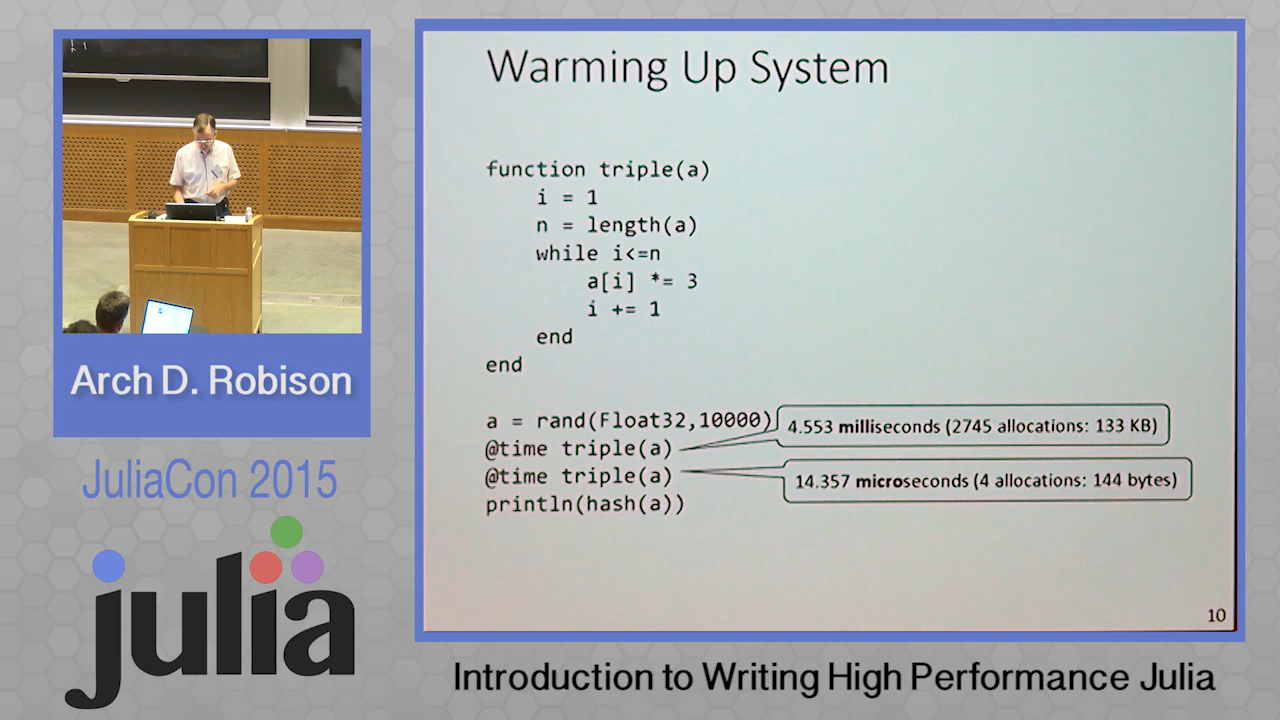 Warming Up System
function triple(a)
i = 1
n = length(a)
while i<=n
a[i] *= 3
i += 1
end
end
a = rand(Float32,10000)
4.553 milliseconds (2745 allocations: 133 KB)
@time triple(a)
@time triple(a)
14.357 microseconds (4 allocations: 144 bytes)
println(hash(a))
10
Arch D. Robison
JuliaCon 2015
julia
Introduction to Writing High Performance Julia